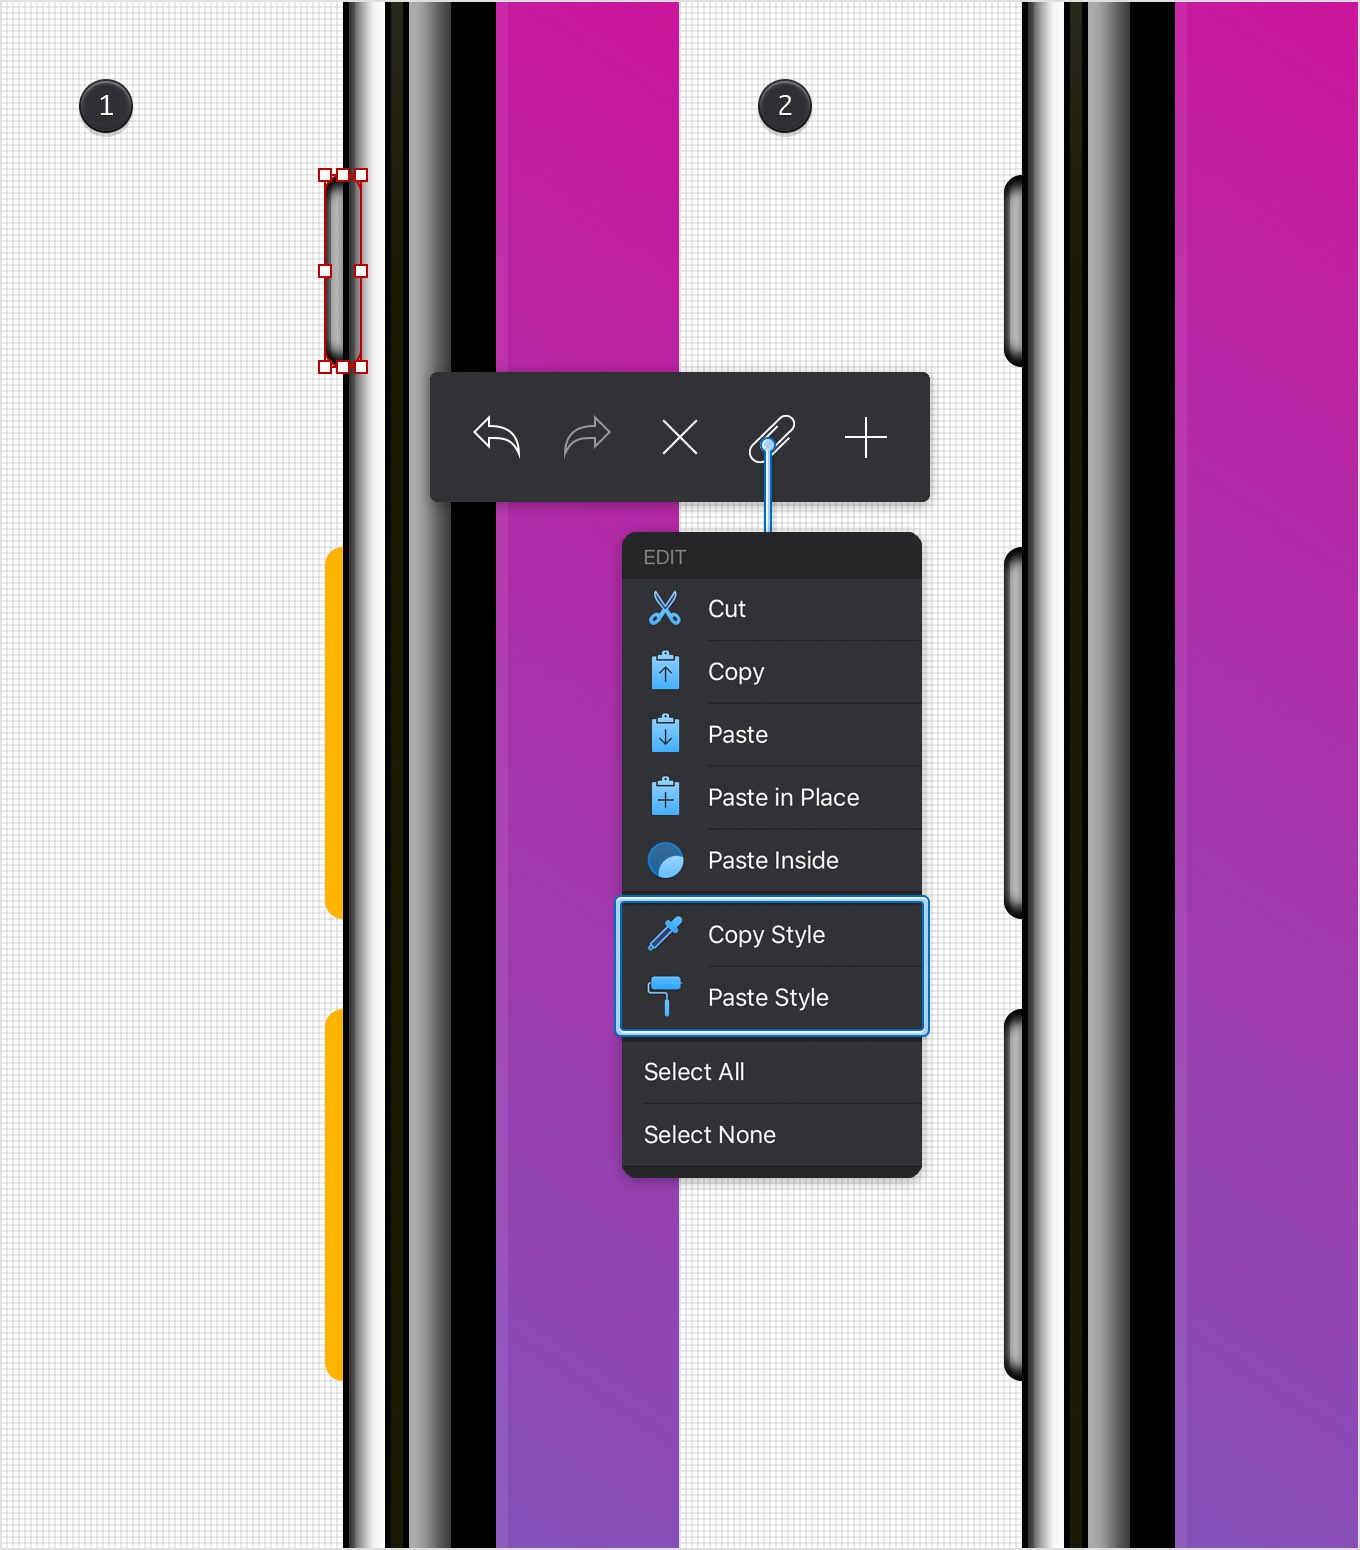 1
2
EDIT
Cut
Copy
Paste
Paste in Place
Paste Inside
Copy Style
Paste Style
Select All
Select None